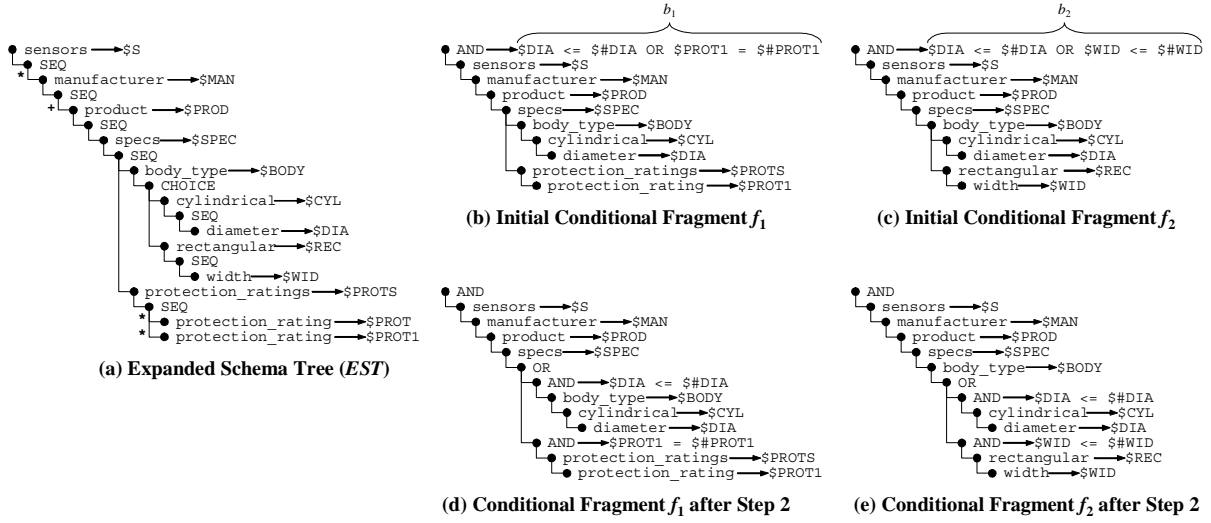 sensors $S
SEQ
* manufacturer $MAN
SEQ
+ product $PROD
SEQ
specs $SPEC
SEQ
body_type $BODY
CHOICE
cylindrical $CYL
SEQ
diameter $DIA
rectangular $REC
SEQ
width $WID
protection_ratings $PROTS
SEQ
* protection_rating $PROT
* protection_rating $PROT1
(a) Expanded Schema Tree (EST)
b1
AND $DIA <= $#DIA OR $PROT1 = $#PROT1
sensors $S
manufacturer $MAN
product $PROD
specs $SPEC
body_type $BODY
cylindrical $CYL
diameter $DIA
protection_ratings $PROTS
protection_rating $PROT1
(b) Initial Conditional Fragment f1
b2
AND $DIA <= $#DIA OR $WID <= $#WID
sensors $S
manufacturer $MAN
product $PROD
specs $SPEC
body_type $BODY
cylindrical $CYL
diameter $DIA
rectangular $REC
width $WID
(c) Initial Conditional Fragment f2
AND
sensors $S
manufacturer $MAN
product $PROD
specs $SPEC
OR
AND $DIA <= $#DIA
body_type $BODY
cylindrical $CYL
diameter $DIA
AND $PROT1 = $#PROT1
protection_ratings $PROTS
protection_rating $PROT1
(d) Conditional Fragment f1 after Step 2
AND
sensors $S
manufacturer $MAN
product $PROD
specs $SPEC
body_type $BODY
OR
AND $DIA <= $#DIA
cylindrical $CYL
diameter $DIA
AND $WID <= $#WID
rectangular $REC
width $WID
(e) Conditional Fragment f2 after Step 2